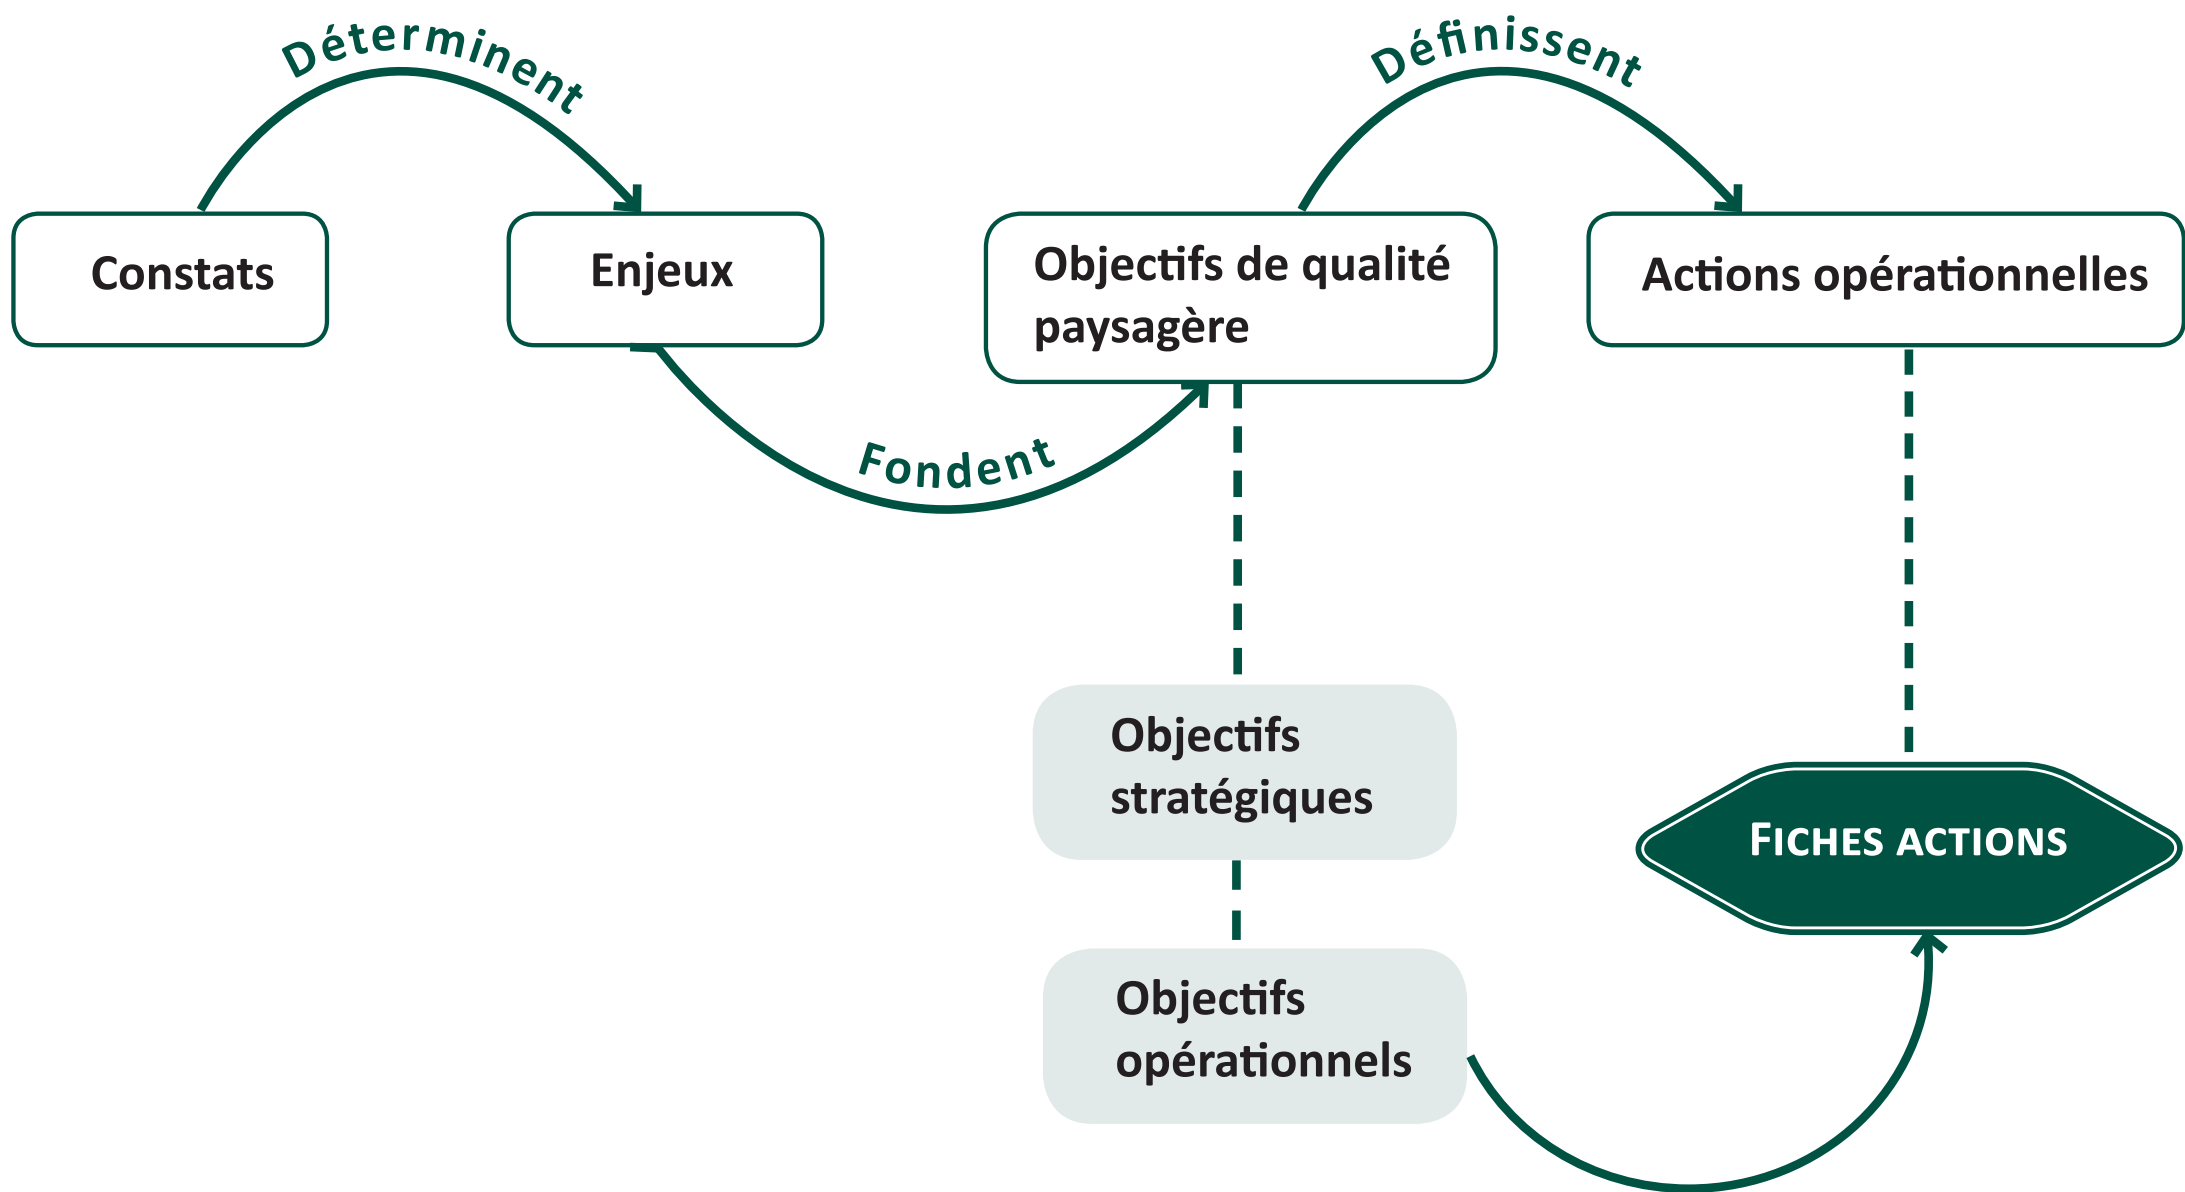 Déterminent
Définissent
Constats
Enjeux
Objectifs de qualité
paysagère
Actions opérationnelles
Fondent
Objectifs
stratégiques
FICHES ACTIONS
Objectifs
opérationnels